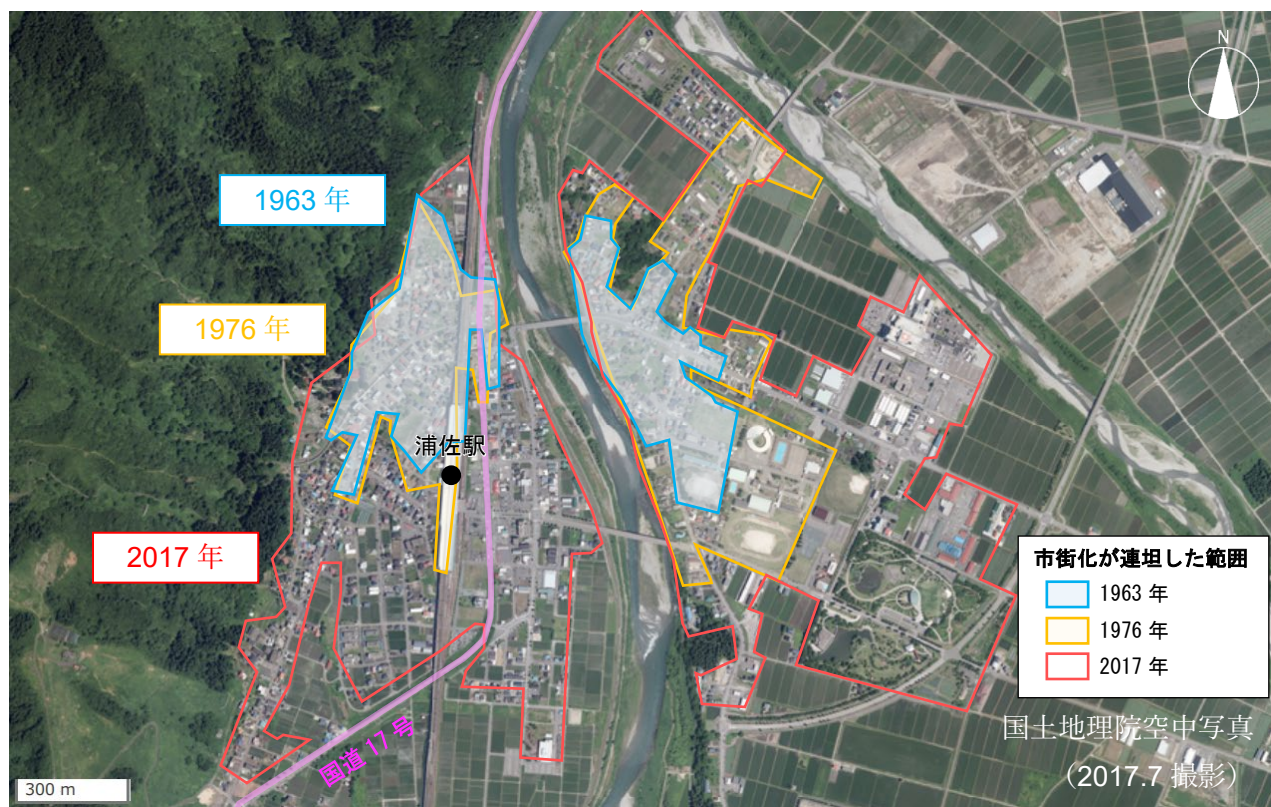 N
1963 年
1976 年
浦佐駅
2017 年
市街化が連坦した範囲
1963 年
1976 年
2017 年
国道 17 号
国土地理院空中写真
（2017.7 撮影）
300 m